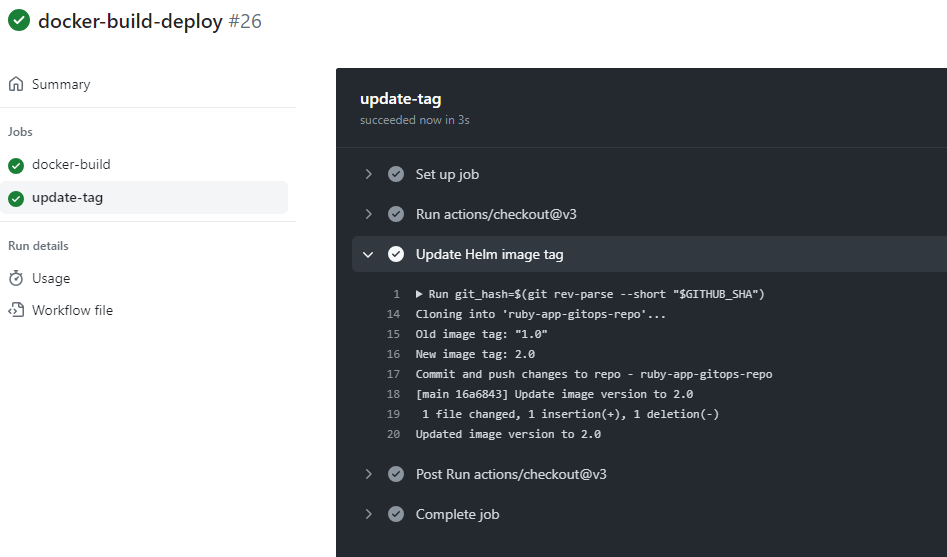 docker-build-deploy #26
Summary
Jobs
docker-build
update-tag
Run details
Usage
Workflow file
update-tag
succeeded now in 3s
Set up job
Run actions/checkout@v3
Update Helm image tag
1 ▶ Run git_hash=$(git rev-parse --short "$GITHUB_SHA")
14 Cloning into 'ruby-app-gitops-repo'...
15 Old image tag: "1.0"
16 New image tag: 2.0
17 Commit and push changes to repo - ruby-app-gitops-repo
18 [main 16a6843] Update image version to 2.0
19 1 file changed, 1 insertion(+), 1 deletion(-)
20 Updated image version to 2.0
Post Run actions/checkout@v3
Complete job